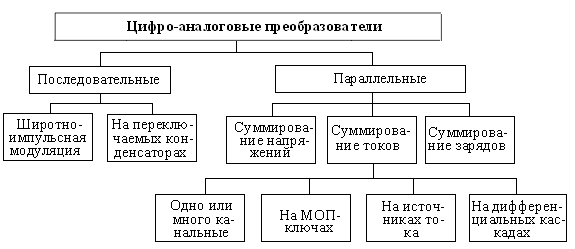 Цифро-аналоговые преобразователи
Последовательные
Параллельные
Широтно-
импульсная
модуляция
На переклю-
чаемых кон-
денсаторах
Суммирова-
ние напря-
жений
Суммирова-
ние токов
Суммирова-
ние зарядов
Одно или
много ка-
нальные
На МОП-
ключах
На источ-
никах то-
ка
На дифферен-
циальных кас-
кадах